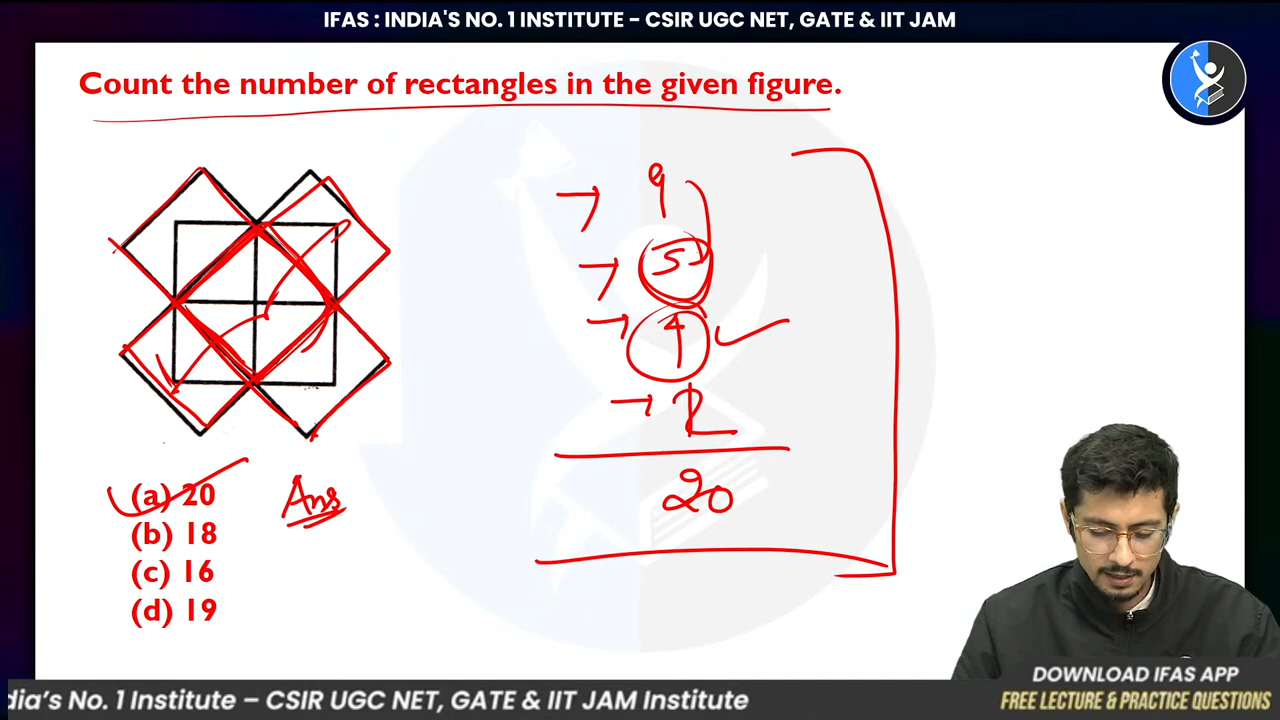 IFAS : INDIA'S NO. 1 INSTITUTE – CSIR UGC NET, GATE & IIT JAM
Count the number of rectangles in the given figure.
9
5
4
2
20
(a) 20 Ans
(b) 18
(c) 16
(d) 19
DOWNLOAD IFAS APP
FREE LECTURE & PRACTICE QUESTIONS
dia's No. 1 Institute – CSIR UGC NET, GATE & IIT JAM Institute